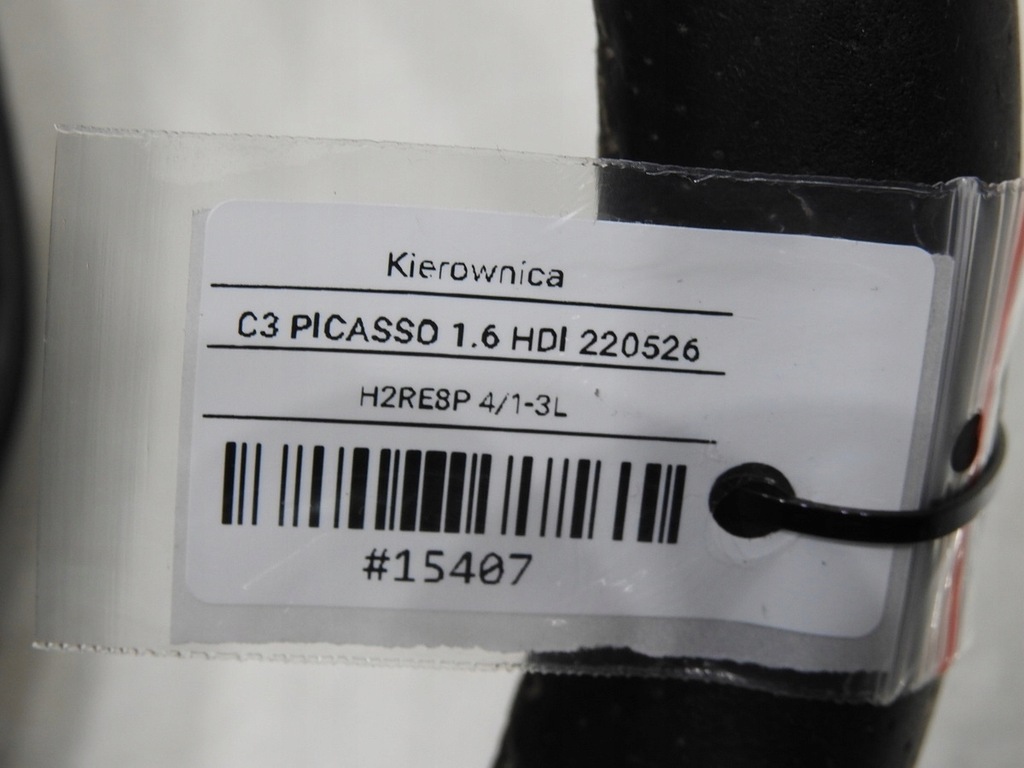 Kierownica
C3 PICASSO 1.6 HDI 220526
H2RE8P 4/1-3L
#15407